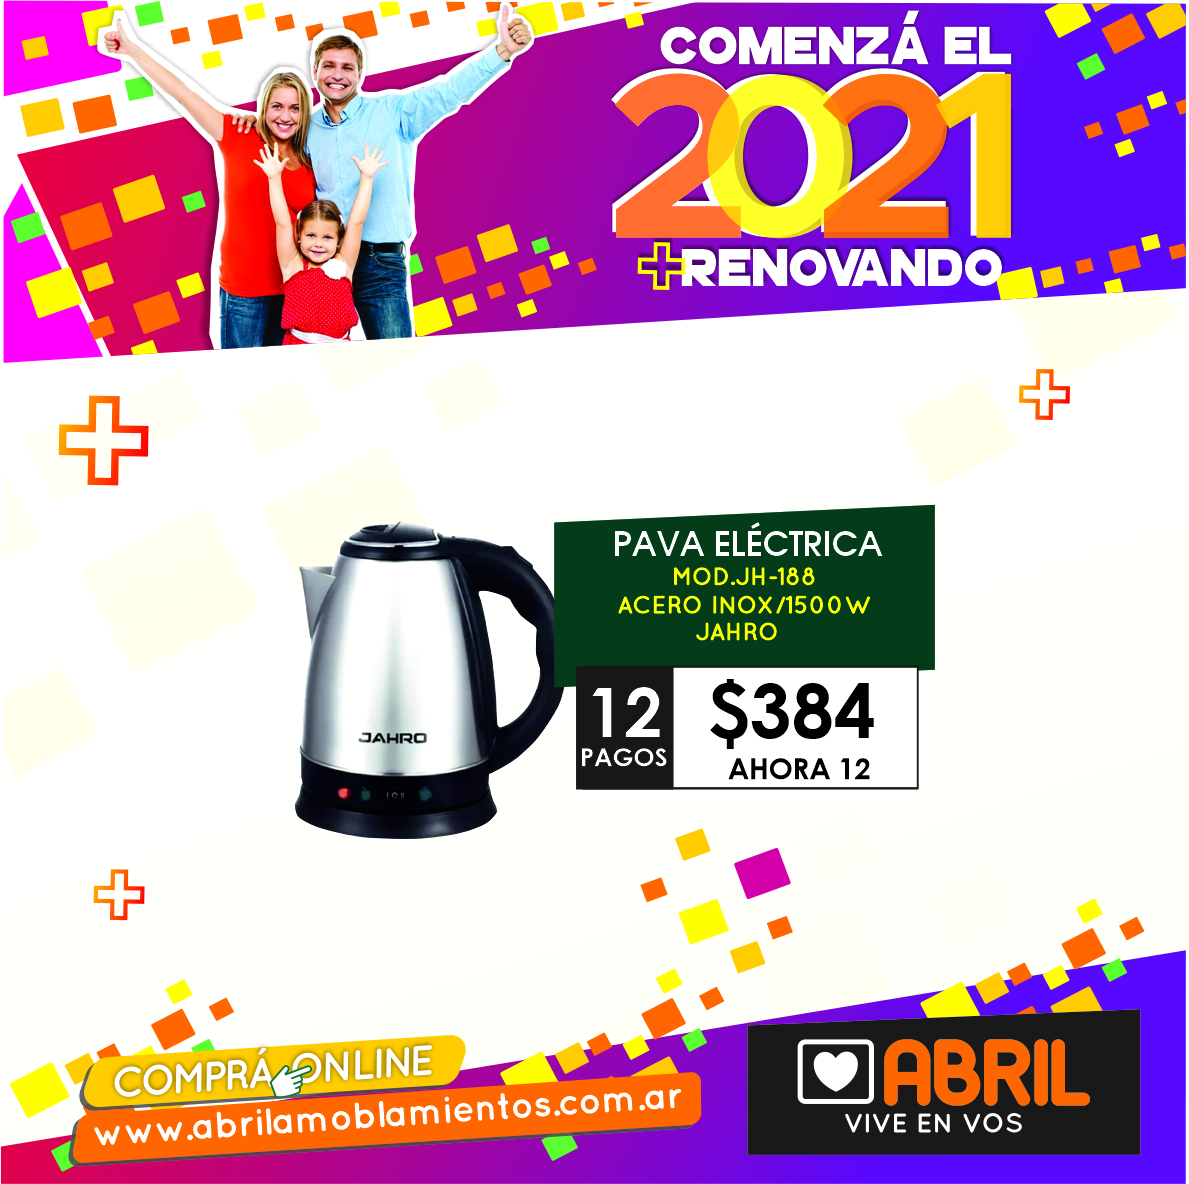 COMENZÁ EL
2021
+RENOVANDO
PAVA ELÉCTRICA
MOD.JH-188
ACERO INOX/1500W
JAHRO
JAHRO
12
PAGOS
$384
AHORA 12
COMPRÁ ONLINE
www.abrilamoblamientos.com.ar
ABRIL
VIVE EN VOS